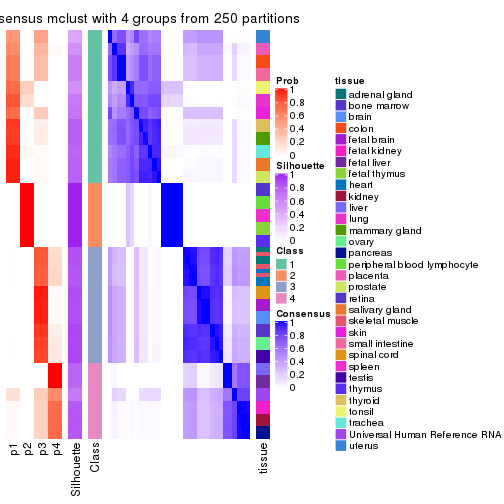 sensus mclust with 4 groups from 250 partitions
p1
p2
p3
p4
Silhouette
Class
tissue
Prob
1
0.8
0.6
0.4
0.2
0
Silhouette
1
0.8
0.6
0.4
0.2
0
Class
1
2
3
4
Consensus
1
0.8
0.6
0.4
0.2
0
tissue
adrenal gland
bone marrow
brain
colon
fetal brain
fetal kidney
fetal liver
fetal thymus
heart
kidney
liver
lung
mammary gland
ovary
pancreas
peripheral blood lymphocyte
placenta
prostate
retina
salivary gland
skeletal muscle
skin
small intestine
spinal cord
spleen
testis
thymus
thyroid
tonsil
trachea
Universal Human Reference RNA
uterus